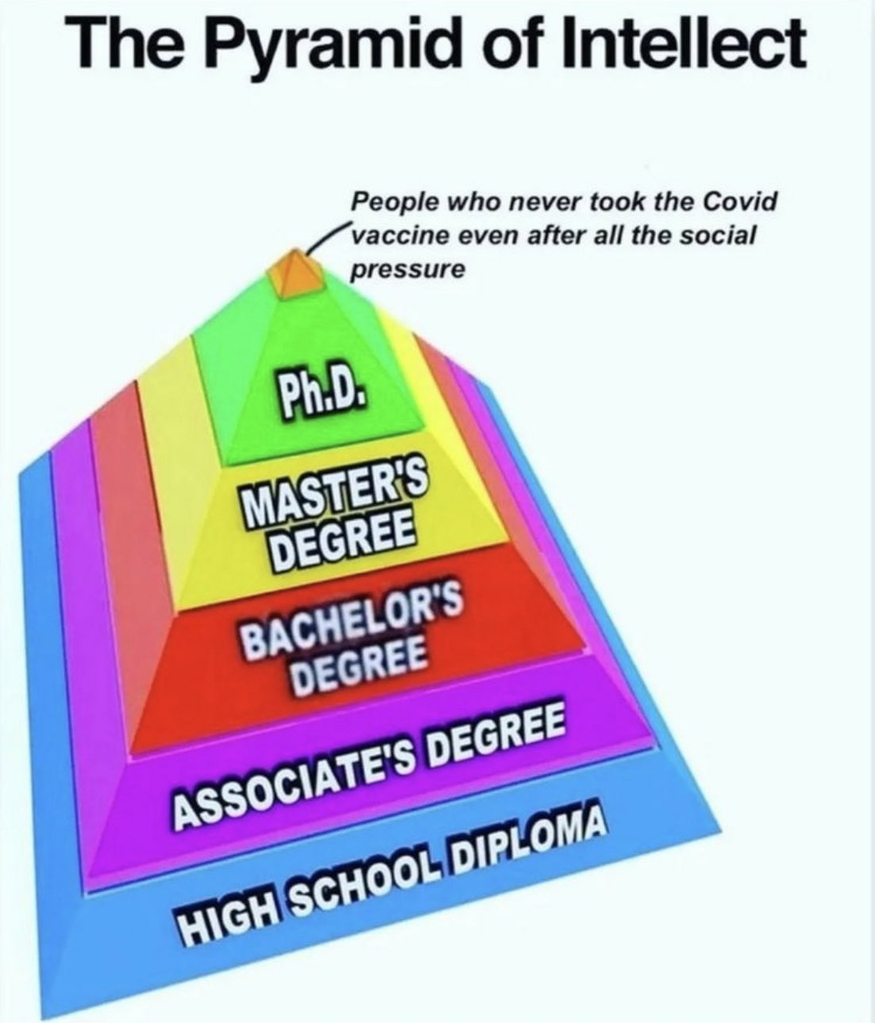 The Pyramid of Intellect
People who never took the Covid
vaccine even after all the social
pressure
Ph.D.
MASTER'S
DEGREE
BACHELOR'S
DEGREE
ASSOCIATE'S DEGREE
HIGH SCHOOL DIPLOMA